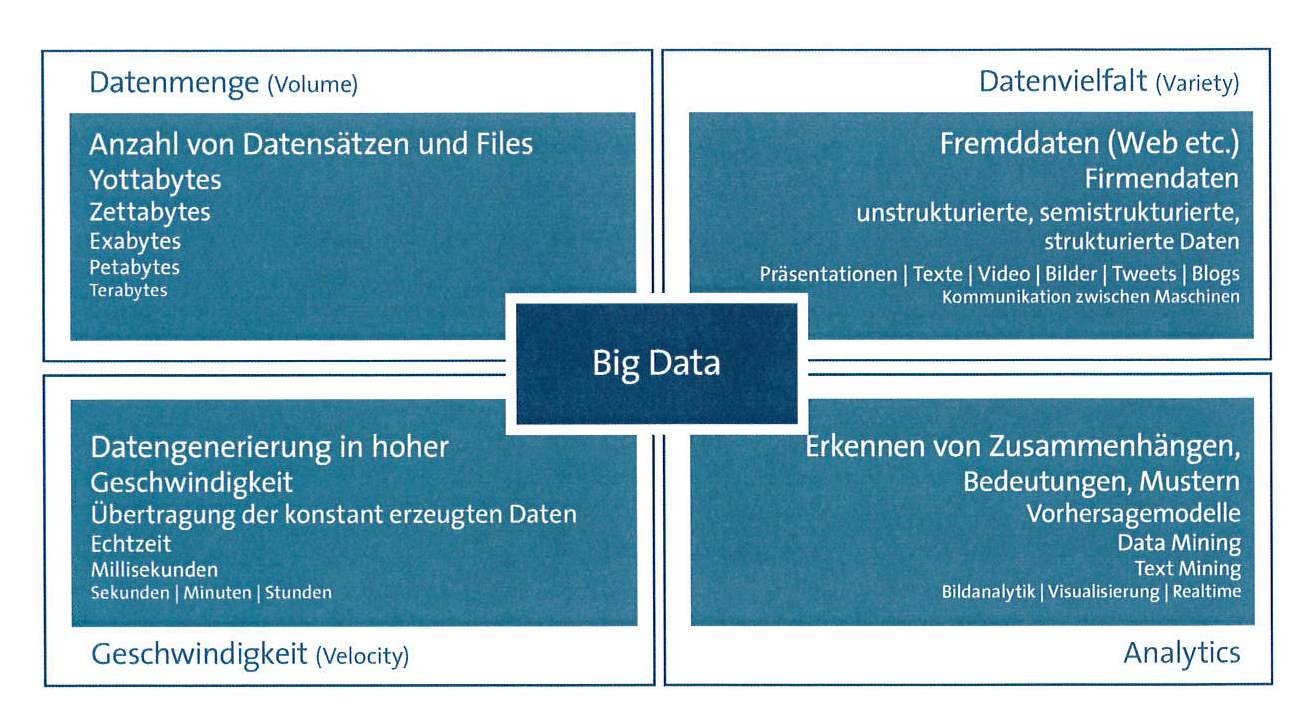 Datenmenge (Volume)
Anzahl von Datensätzen und Files
Yottabytes
Zettabytes
Exabytes
Petabytes
Terabytes
Datenvielfalt (Variety)
Fremddaten (Web etc.)
Firmendaten
unstrukturierte, semistrukturierte,
strukturierte Daten
Präsentationen | Texte | Video | Bilder | Tweets | Blogs
Kommunikation zwischen Maschinen
Big Data
Datengenerierung in hoher
Geschwindigkeit
Übertragung der konstant erzeugten Daten
Echtzeit
Millisekunden
Sekunden | Minuten | Stunden
Geschwindigkeit (Velocity)
Erkennen von Zusammenhängen,
Bedeutungen, Mustern
Vorhersagemodelle
Data Mining
Text Mining
Bildanalytik | Visualisierung | Realtime
Analytics